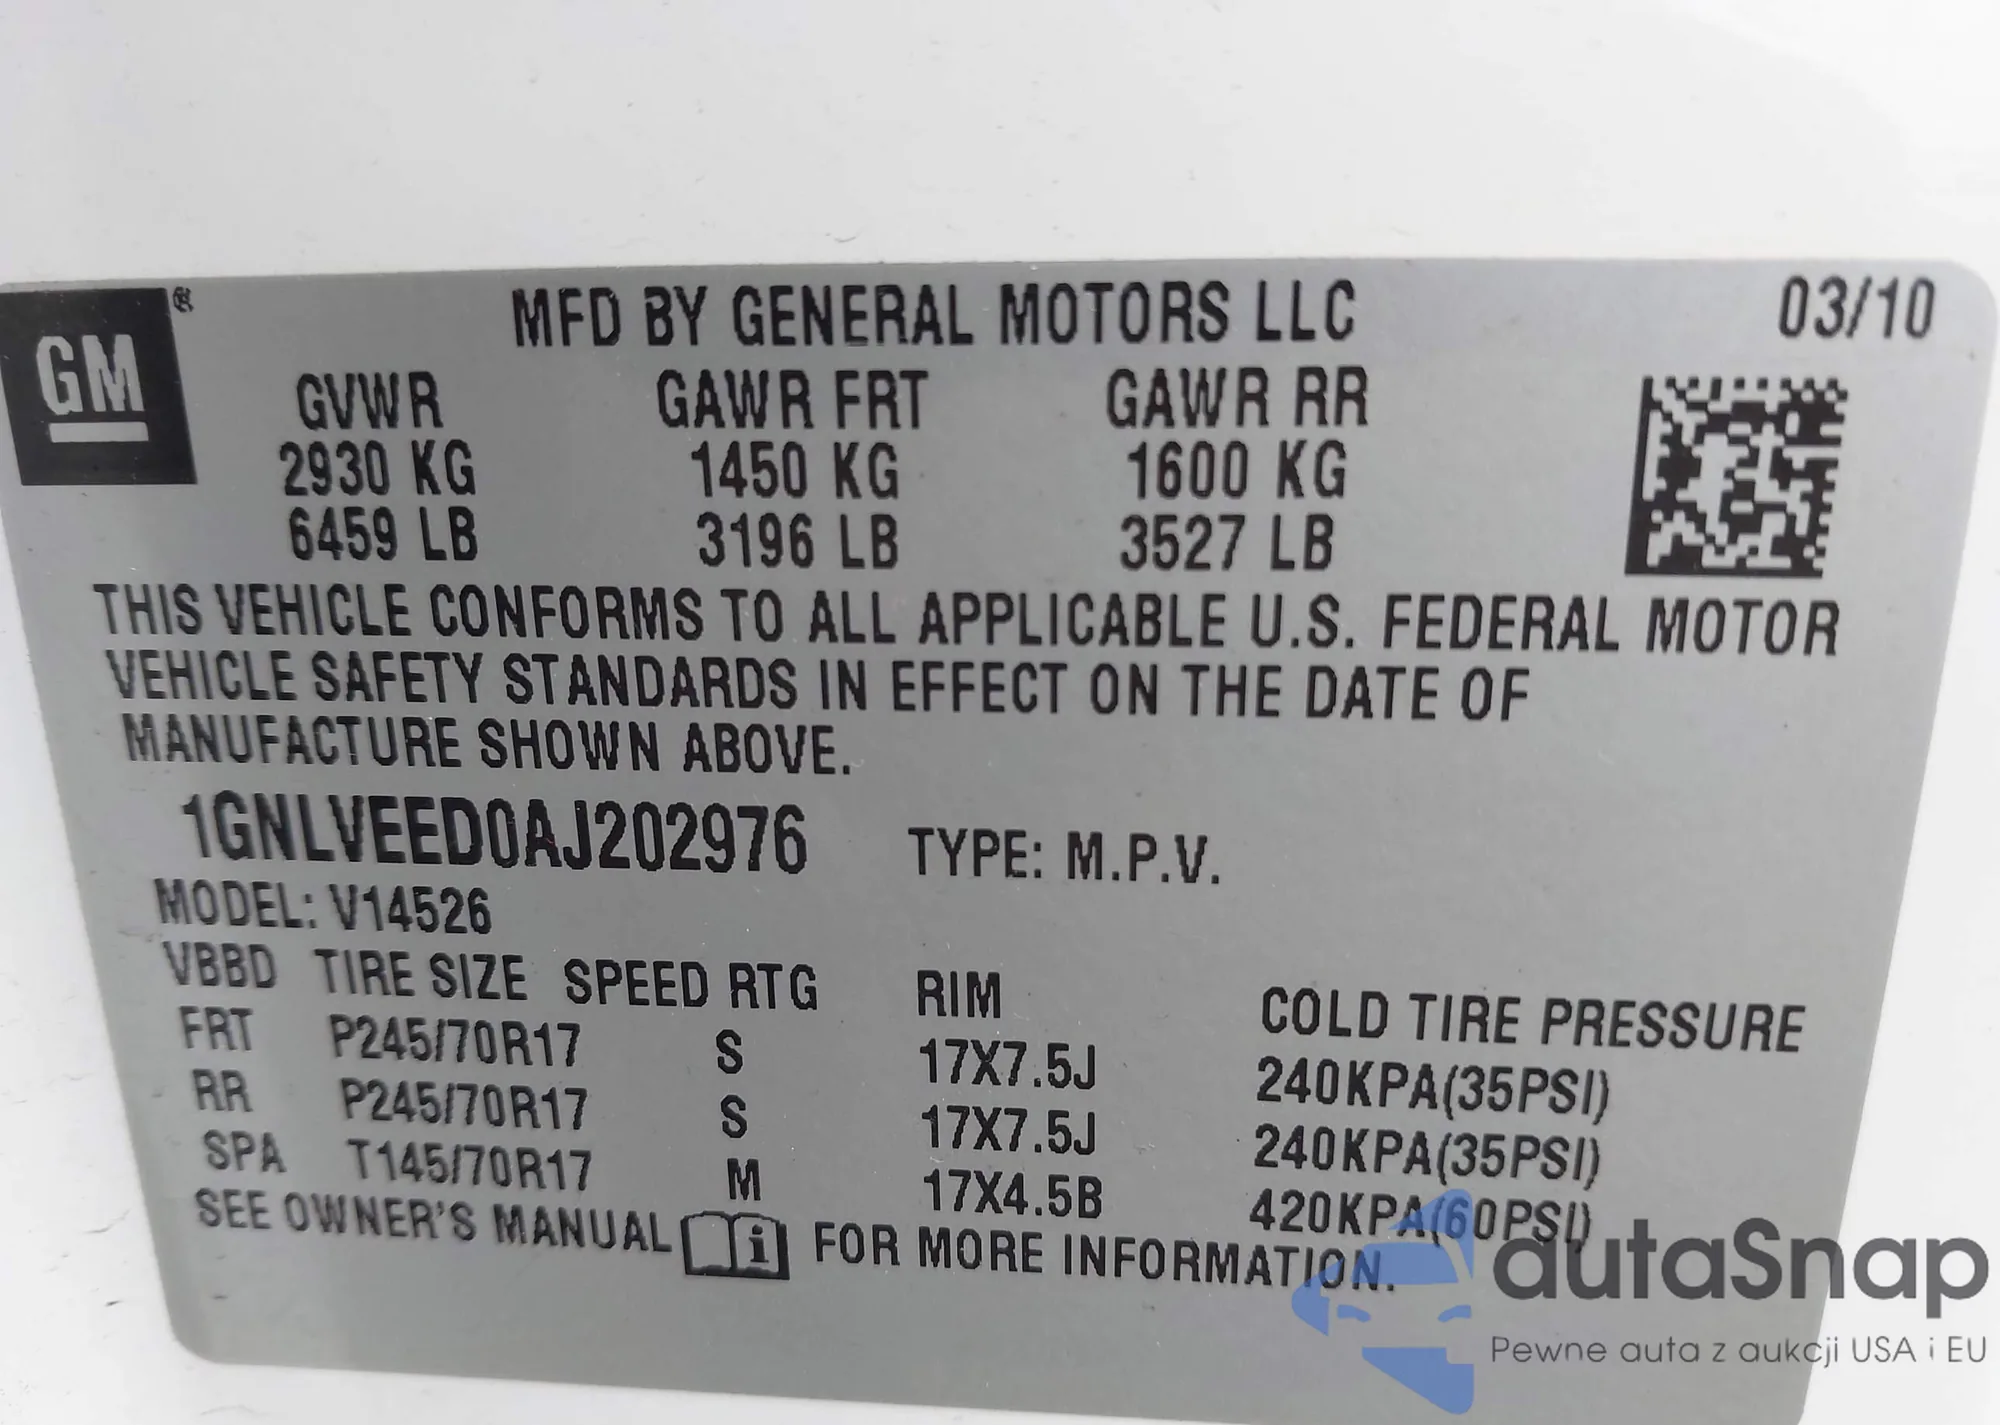 GM®
MFD BY GENERAL MOTORS LLC 03/10
GVWR GAWR FRT GAWR RR
2930 KG 1450 KG 1600 KG
6459 LB 3196 LB 3527 LB
THIS VEHICLE CONFORMS TO ALL APPLICABLE U.S. FEDERAL MOTOR
VEHICLE SAFETY STANDARDS IN EFFECT ON THE DATE OF
MANUFACTURE SHOWN ABOVE.
1GNLVEED0AJ202976 TYPE: M.P.V.
MODEL: V14526
VBBD TIRE SIZE SPEED RTG RIM COLD TIRE PRESSURE
FRT P245/70R17 S 17X7.5J 240KPA(35PSI)
RR P245/70R17 S 17X7.5J 240KPA(35PSI)
SPA T145/70R17 M 17X4.5B 420KPA(60PSI)
SEE OWNER'S MANUAL i FOR MORE INFORMATION.
autaSnap
Pewne auta z aukcji USA i EU